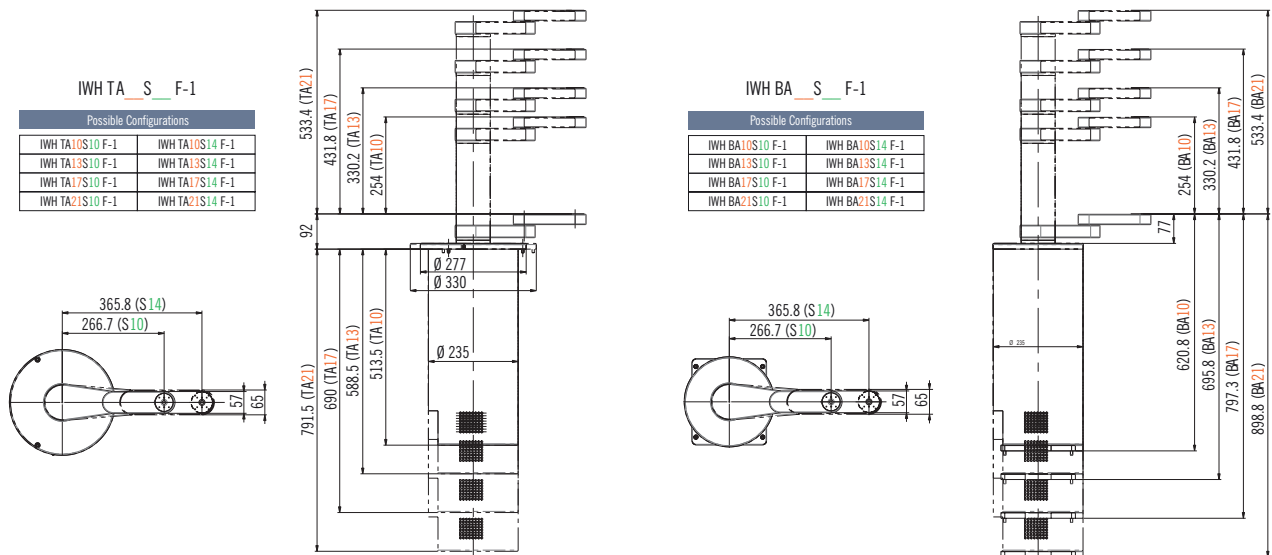 IWH TA__S__ F-1
Possible Configurations
IWH TA10S10 F-1 IWH TA10S14 F-1
IWH TA13S10 F-1 IWH TA13S14 F-1
IWH TA17S10 F-1 IWH TA17S14 F-1
IWH TA21S10 F-1 IWH TA21S14 F-1
365.8 (S14)
266.7 (S10)
57
65
533.4 (TA21)
431.8 (TA17)
330.2 (TA13)
254 (TA10)
92
Ø 277
Ø 330
Ø 235
791.5 (TA21)
690 (TA17)
588.5 (TA13)
513.5 (TA10)
IWH BA__S__ F-1
Possible Configurations
IWH BA10S10 F-1 IWH BA10S14 F-1
IWH BA13S10 F-1 IWH BA13S14 F-1
IWH BA17S10 F-1 IWH BA17S14 F-1
IWH BA21S10 F-1 IWH BA21S14 F-1
365.8 (S14)
266.7 (S10)
57
65
254 (BA10)
330.2 (BA13)
431.8 (BA17)
533.4 (BA21)
77
Ø 235
620.8 (BA10)
695.8 (BA13)
797.3 (BA17)
898.8 (BA21)